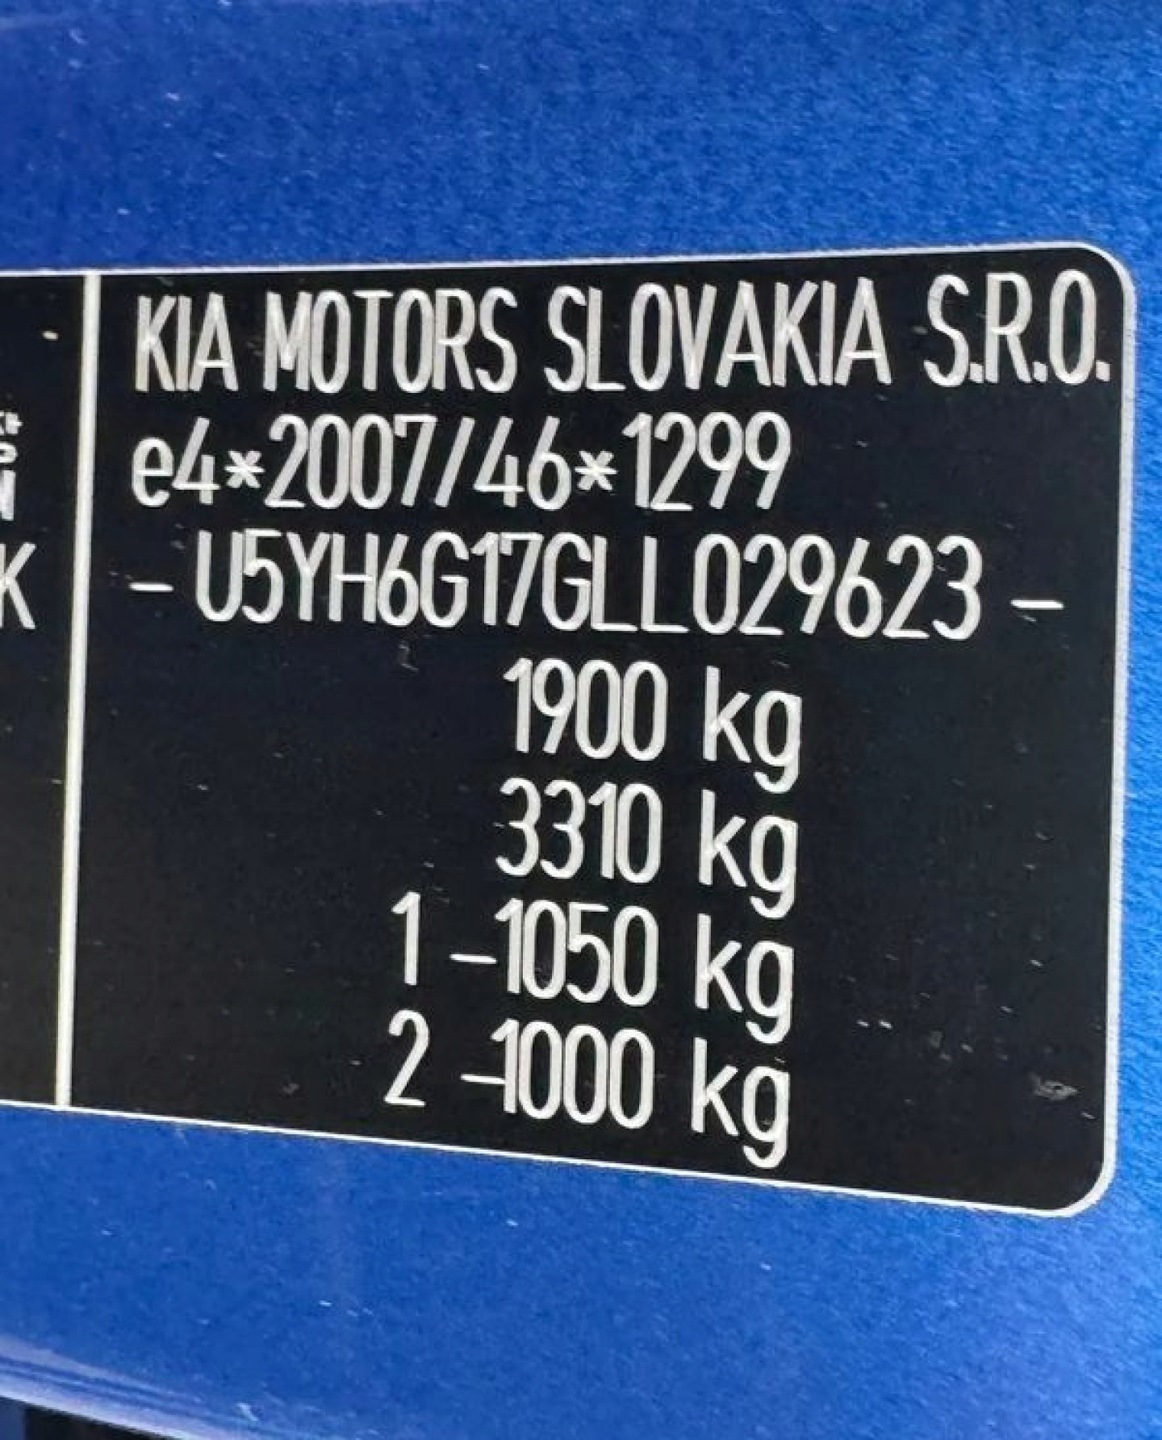 KIA MOTORS SLOVAKIA S.R.O.
e4*2007/46*1299
- U5YH6G17GLL029623 -
K
1900 kg
3310 kg
1 -1050 kg
2 -1000 kg